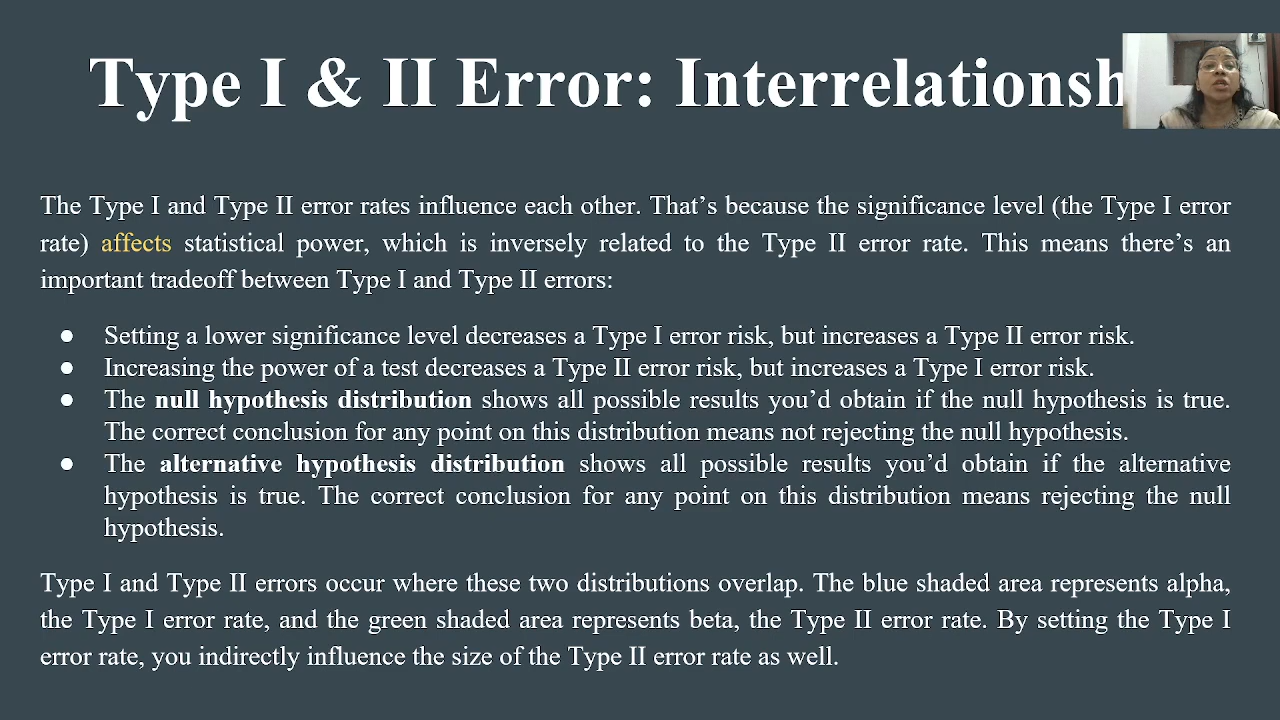 Type I & II Error: Interrelationsh
The Type I and Type II error rates influence each other. That’s because the significance level (the Type I error
rate) affects statistical power, which is inversely related to the Type II error rate. This means there’s an
important tradeoff between Type I and Type II errors:
● Setting a lower significance level decreases a Type I error risk, but increases a Type II error risk.
● Increasing the power of a test decreases a Type II error risk, but increases a Type I error risk.
● The null hypothesis distribution shows all possible results you’d obtain if the null hypothesis is true.
The correct conclusion for any point on this distribution means not rejecting the null hypothesis.
● The alternative hypothesis distribution shows all possible results you’d obtain if the alternative
hypothesis is true. The correct conclusion for any point on this distribution means rejecting the null
hypothesis.
Type I and Type II errors occur where these two distributions overlap. The blue shaded area represents alpha,
the Type I error rate, and the green shaded area represents beta, the Type II error rate. By setting the Type I
error rate, you indirectly influence the size of the Type II error rate as well.